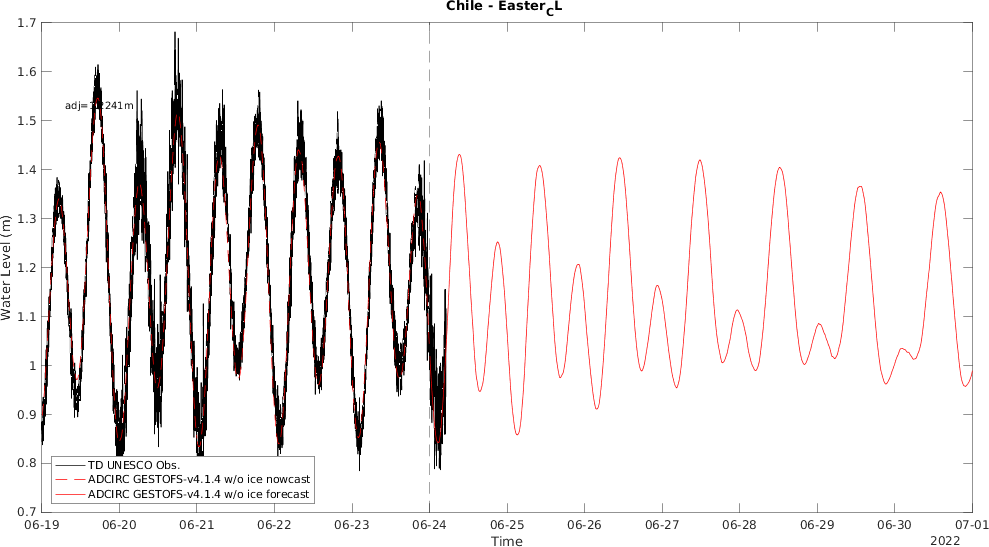 Chile - Easter_CL
1.7
1.6
1.5
1.4
1.3
1.2
1.1
1
0.9
0.8
0.7
Water Level (m)
adj=1.2241m
TD UNESCO Obs.
ADCIRC GESTOFS-v4.1.4 w/o ice nowcast
ADCIRC GESTOFS-v4.1.4 w/o ice forecast
06-19 06-20 06-21 06-22 06-23 06-24 06-25 06-26 06-27 06-28 06-29 06-30 07-01
Time
2022